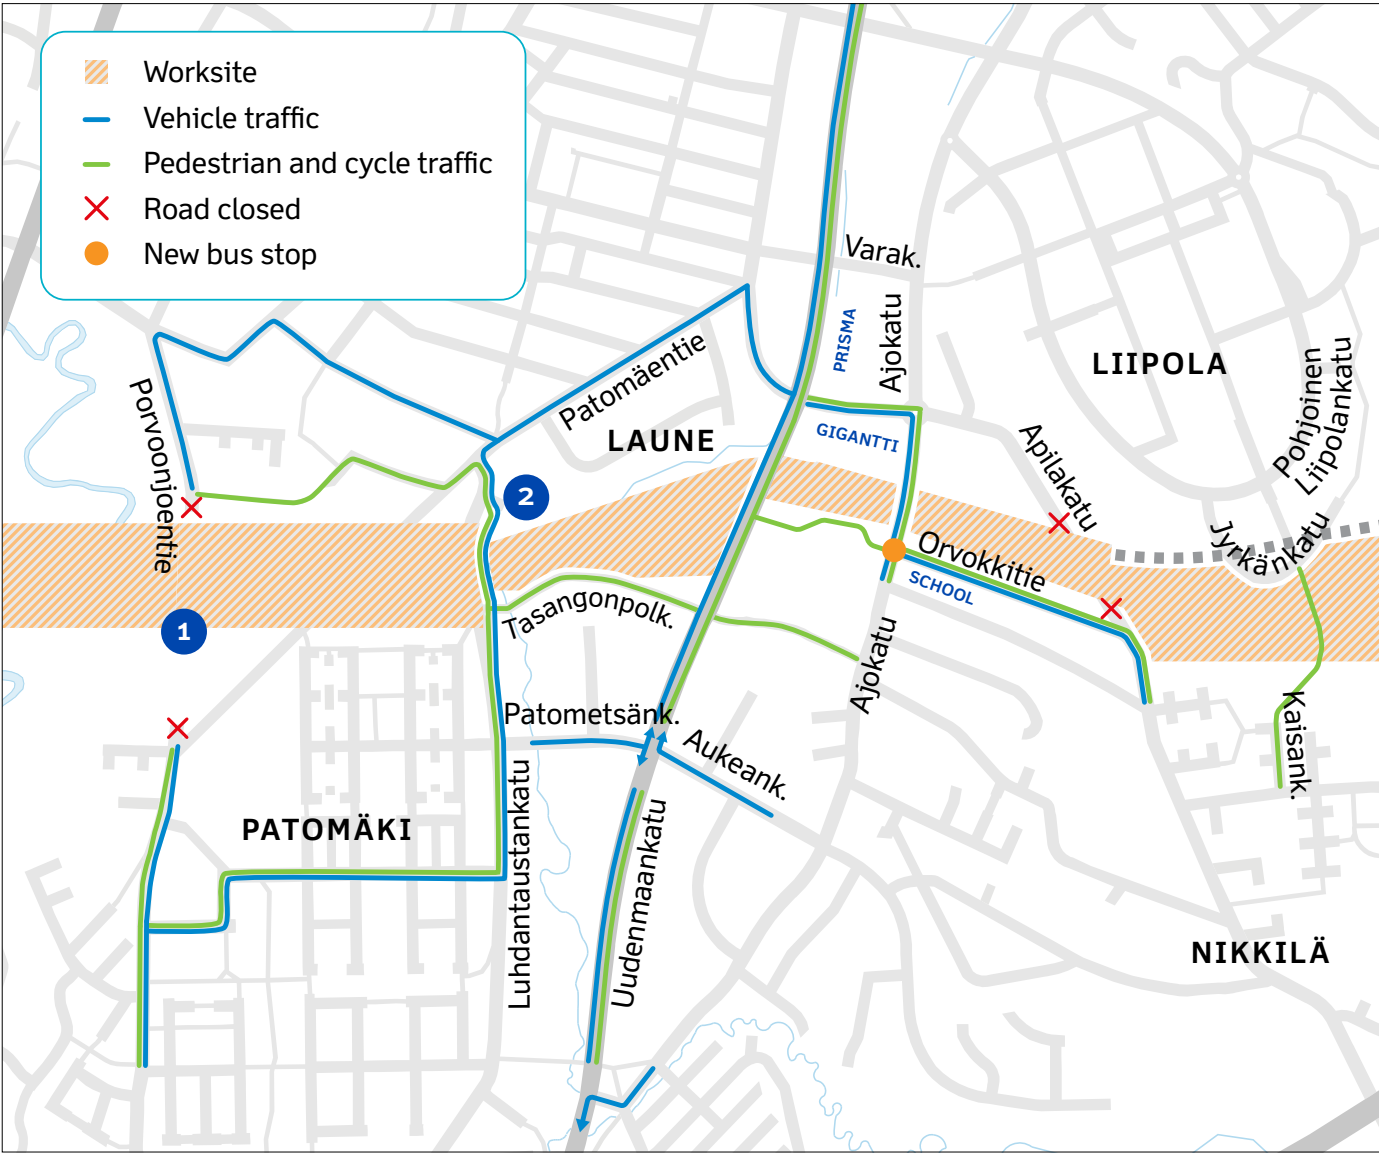 Worksite
Vehicle traffic
Pedestrian and cycle traffic
Road closed
New bus stop
Varak.
PRISMA
Ajokatu
LIIPOLA
Pohjoinen
Liipolankatu
Patomäentie
Porvoonjoentie
LAUNE
GIGANTTI
Apilakatu
2
Jyrkänkatu
Orvokkitie
SCHOOL
1
Tasangonpolk.
Ajokatu
Patometsänk.
Aukeank.
Kaisank.
PATOMÄKI
Luhdantaustankatu
Uudenmaankatu
NIKKILÄ